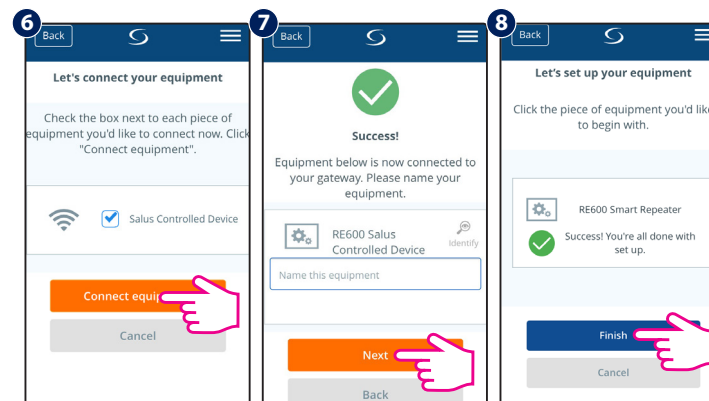 6
Back
Let's connect your equipment
Check the box next to each piece of
equipment you'd like to connect now. Click
"Connect equipment".
Salus Controlled Device
Connect equip
Cancel
7
Back
Success!
Equipment below is now connected to
your gateway. Please name your
equipment.
RE600 Salus
Controlled Device
Identify
Name this equipment
Next
Back
8
Back
Let's set up your equipment
Click the piece of equipment you'd like
to begin with.
RE600 Smart Repeater
Success! You're all done with
set up.
Finish
Cancel